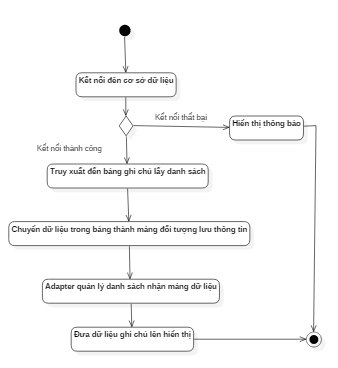 Kết nối đến cơ sở dữ liệu
Kết nối thất bại
Hiển thị thông báo
Kết nối thành công
Truy xuất đến bảng ghi chú lấy danh sách
Chuyển dữ liệu trong bảng thành mảng đối tượng lưu thông tin
Adapter quản lý danh sách nhận mảng dữ liệu
Đưa dữ liệu ghi chú lên hiển thị